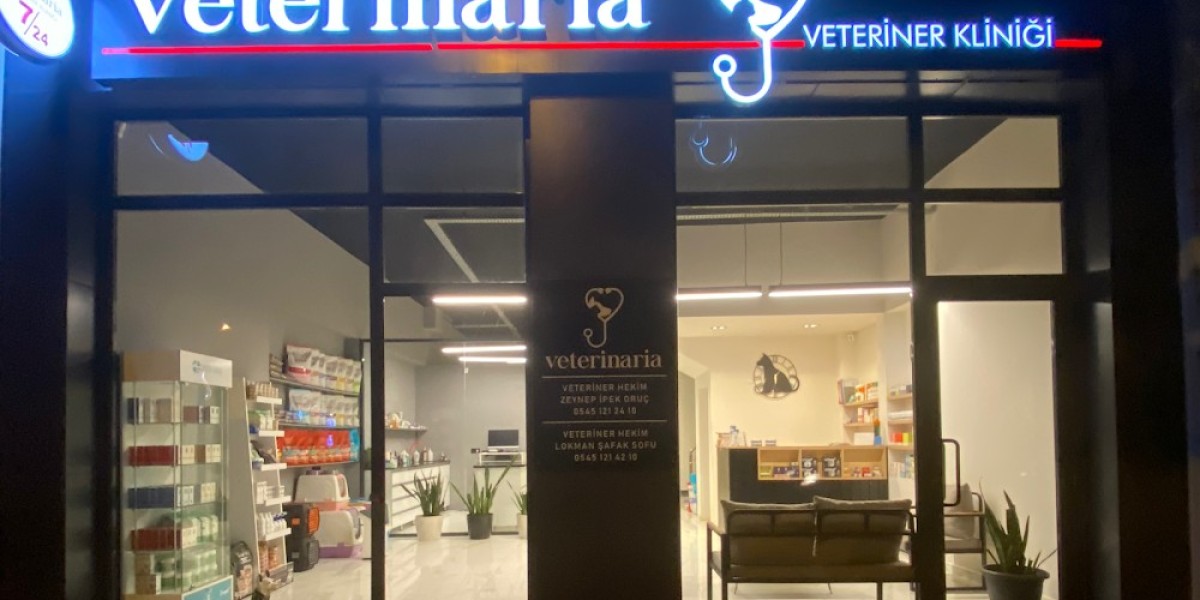 7/24
veterinaria
VETERİNER KLİNİĞİ
veterinaria
VETERİNER HEKİM
ZEYNEP İPEK ORUÇ
0545 121 24 10
VETERİNER HEKİM
LOKMAN ŞAFAK SOFU
0545 121 42 10